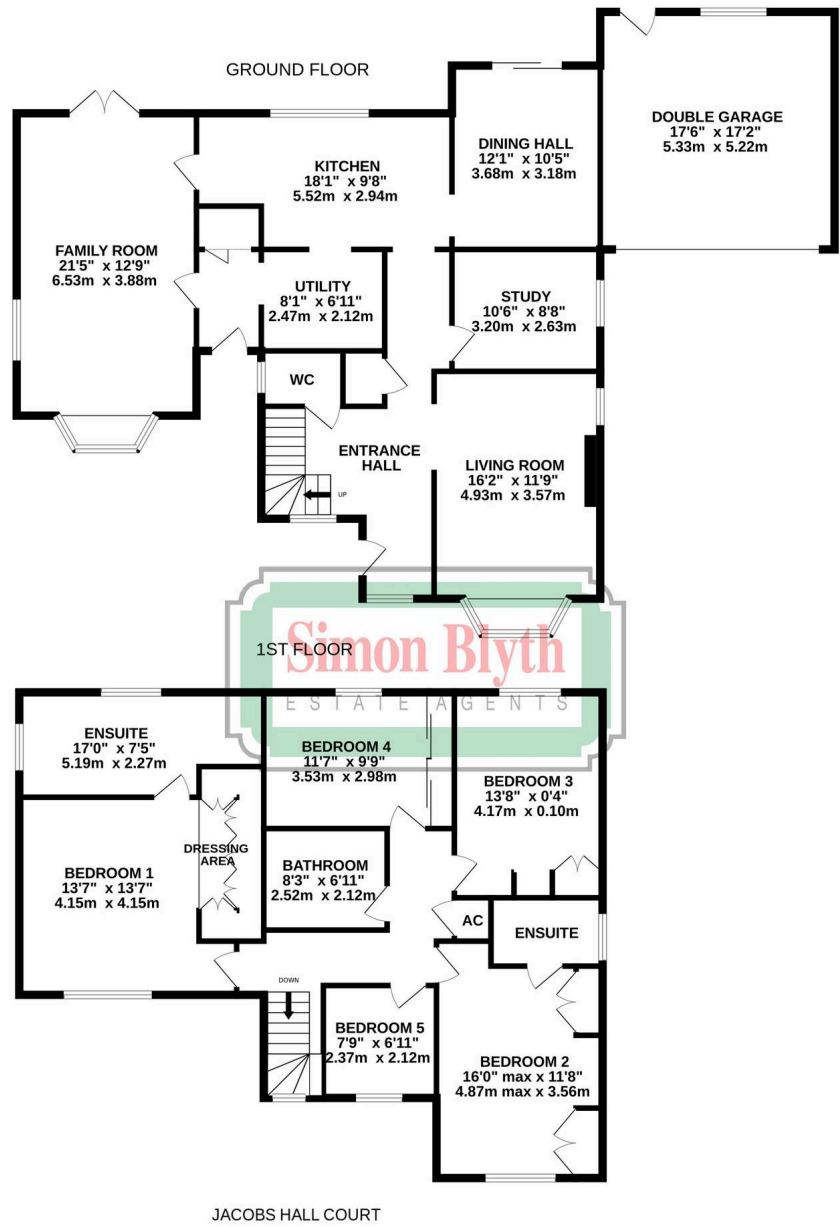 GROUND FLOOR
DOUBLE GARAGE
17'6" x 17'2"
5.33m x 5.22m
DINING HALL
12'1" x 10'5"
3.68m x 3.18m
KITCHEN
18'1" x 9'8"
5.52m x 2.94m
FAMILY ROOM
21'5" x 12'9"
6.53m x 3.88m
UTILITY
8'1" x 6'11"
2.47m x 2.12m
STUDY
10'6" x 8'8"
3.20m x 2.63m
WC
ENTRANCE
HALL
UP
LIVING ROOM
16'2" x 11'9"
4.93m x 3.57m
Simon Blyth
ESTATE AGENTS
1ST FLOOR
ENSUITE
17'0" x 7'5"
5.19m x 2.27m
BEDROOM 4
11'7" x 9'9"
3.53m x 2.98m
BEDROOM 3
13'8" x 0'4"
4.17m x 0.10m
DRESSING
AREA
BEDROOM 1
13'7" x 13'7"
4.15m x 4.15m
BATHROOM
8'3" x 6'11"
2.52m x 2.12m
AC
ENSUITE
DOWN
BEDROOM 5
7'9" x 6'11"
2.37m x 2.12m
BEDROOM 2
16'0" max x 11'8"
4.87m max x 3.56m
JACOBS HALL COURT